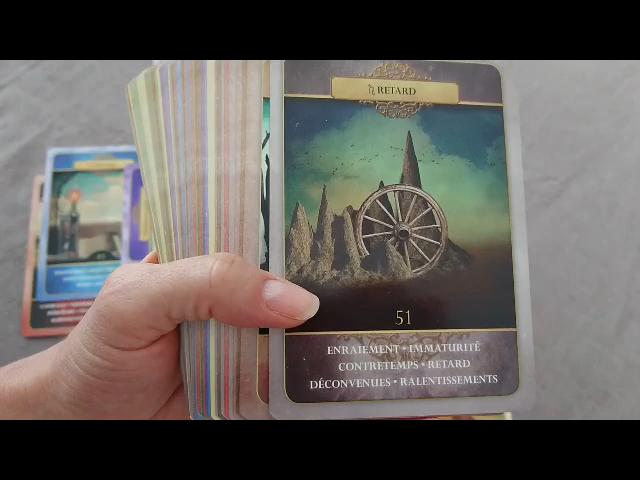 ♄ RETARD
51
ENRAIEMENT • IMMATURITÉ
CONTRETEMPS • RETARD
DÉCONVENUES • RALENTISSEMENTS